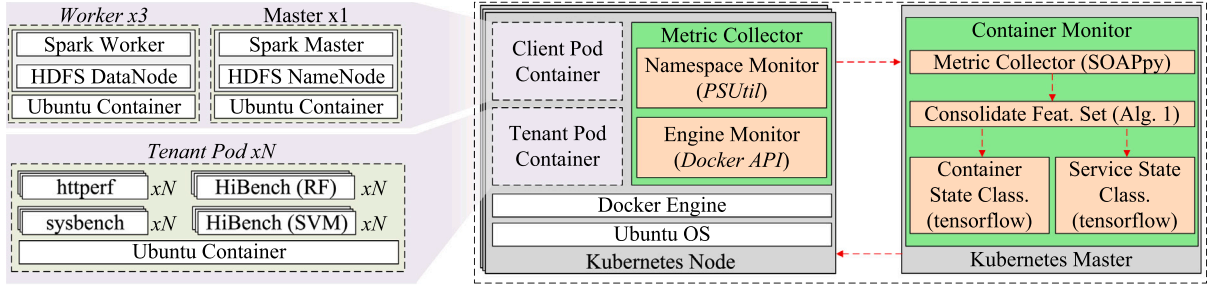 Worker x3
Spark Worker
HDFS DataNode
Ubuntu Container
Master x1
Spark Master
HDFS NameNode
Ubuntu Container
Tenant Pod xN
httperf
xN
HiBench (RF)
xN
sysbench
xN
HiBench (SVM)
xN
Ubuntu Container
Client Pod
Container
Tenant Pod
Container
Metric Collector
Namespace Monitor
(PSUtil)
Engine Monitor
(Docker API)
Docker Engine
Ubuntu OS
Kubernetes Node
Container Monitor
Metric Collector (SOAPpy)
Consolidate Feat. Set (Alg. 1)
Container
State Class.
(tensorflow)
Service State
Class.
(tensorflow)
Kubernetes Master